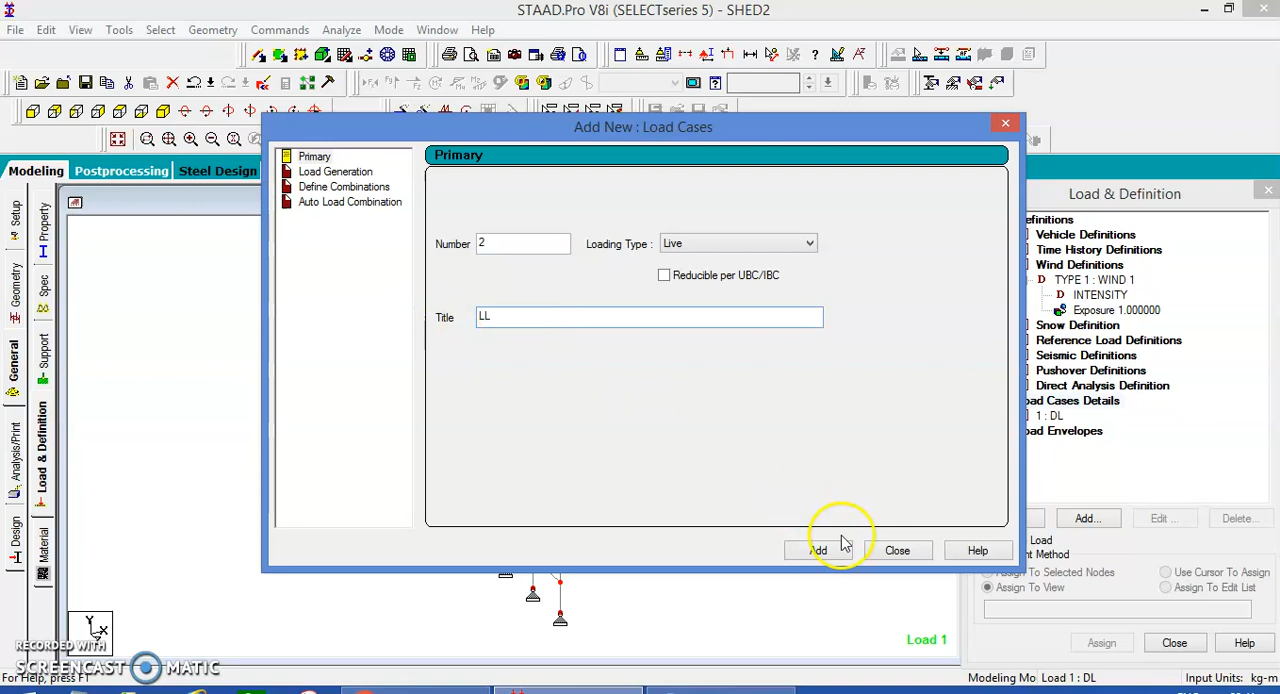 STAAD.Pro V8i (SELECTseries 5) - SHED2
File Edit View Tools Select Geometry Commands Analyze Mode Window Help
Add New : Load Cases
Modeling Postprocessing Steel Design
Load & Definition
Setup
Geometry
General
Analysis/Print
Design
Property
Spec
Support
Load & Definition
Material
Primary
Load Generation
Define Combinations
Auto Load Combination
Primary
Number 2 Loading Type : Live
Reducible per UBC/IBC
Title LL
Add Close Help
efinitions
Vehicle Definitions
Time History Definitions
Wind Definitions
TYPE 1 : WIND 1
INTENSITY
Exposure 1.000000
Snow Definition
Reference Load Definitions
Seismic Definitions
Pushover Definitions
Direct Analysis Definition
oad Cases Details
1 : DL
oad Envelopes
Add... Edit ... Delete...
Load
nt Method
Assign To Selected Nodes Use Cursor To Assign
Assign To View Assign To Edit List
Assign Close Help
Y
X
Load 1
RECORDED WITH
SCREENCAST MATIC
For Help, press F1
Modeling Mo Load 1 : DL Input Units: kg-m